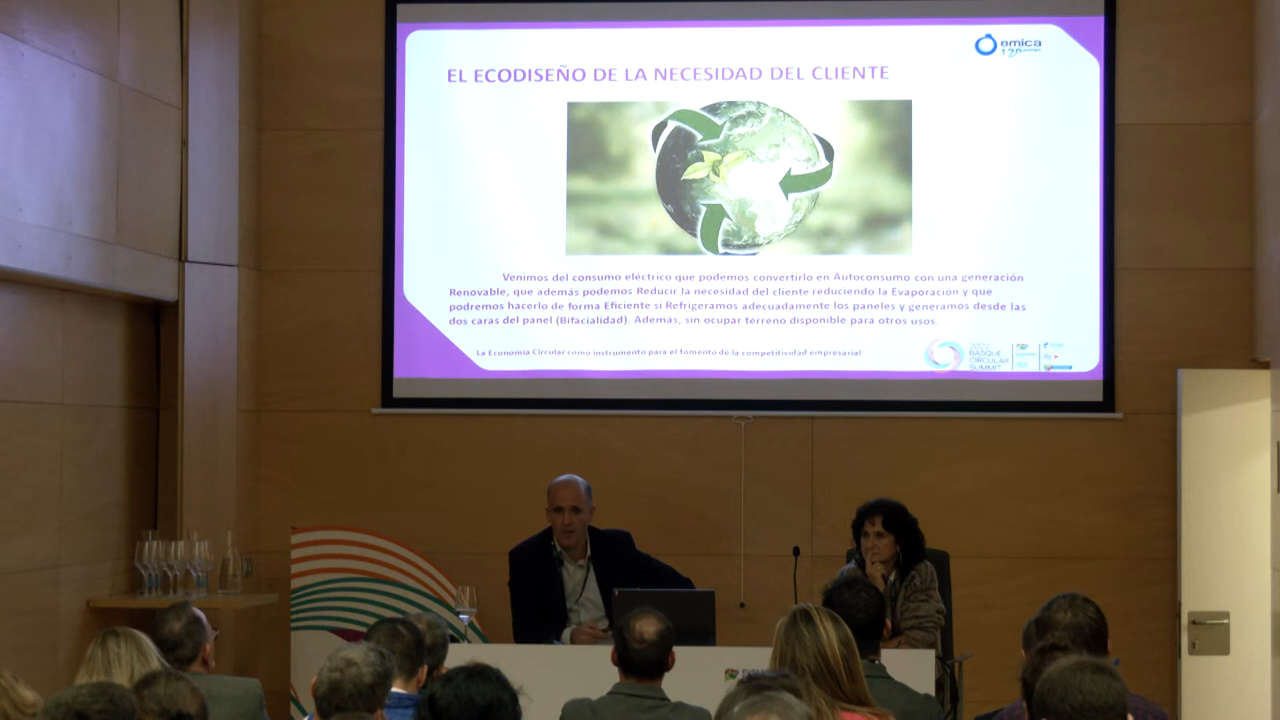 emica
120
EL ECODISEÑO DE LA NECESIDAD DEL CLIENTE
Venimos del consumo eléctrico que podemos convertirlo en Autoconsumo con una generación
Renovable, que además podemos Reducir la necesidad del cliente reduciendo la Evaporación y que
podremos hacerlo de forma Eficiente si Refrigeramos adecuadamente los paneles y generamos desde las
dos caras del panel (Bifacialidad). Además, sin ocupar terreno disponible para otros usos.
La Economía Circular como instrumento para el fomento de la competitividad empresarial
BASQUE
CIRCULAR
SUMMIT